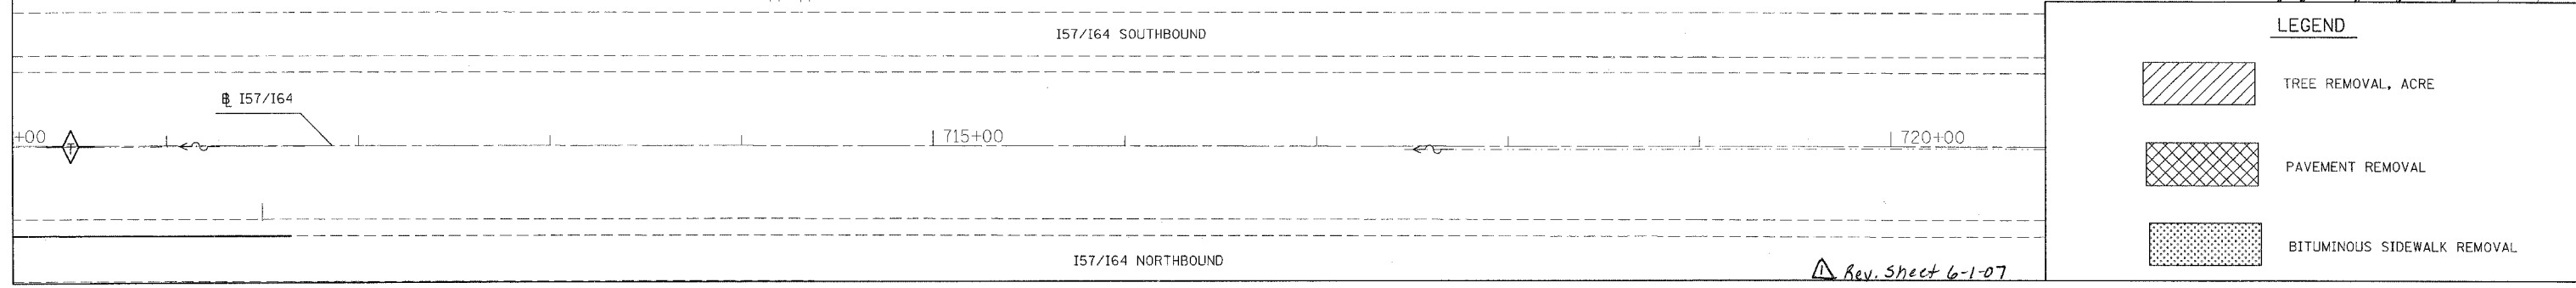 I57/I64 SOUTHBOUND
℄ I57/I64
+00
T
715+00
720+00
I57/I64 NORTHBOUND
1 Rev. Sheet 6-1-07
LEGEND
TREE REMOVAL, ACRE
PAVEMENT REMOVAL
BITUMINOUS SIDEWALK REMOVAL